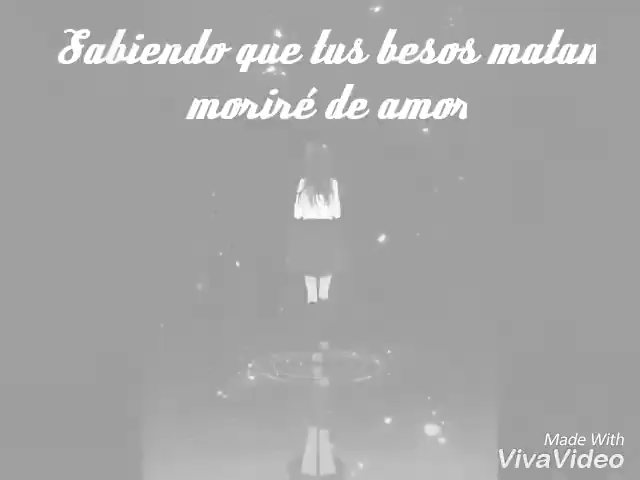 Sabiendo que tus besos matan
moriré de amor
Made With
VivaVideo